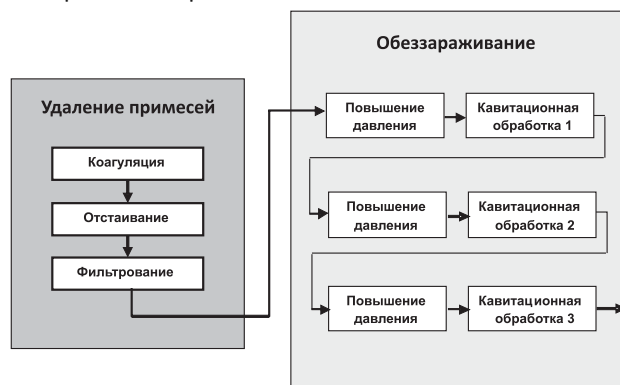 Удаление примесей
Коагуляция
Отстаивание
Фильтрование
Обеззараживание
Повышение
давления
Кавитационная
обработка 1
Повышение
давления
Кавитационная
обработка 2
Повышение
давления
Кавитационная
обработка 3